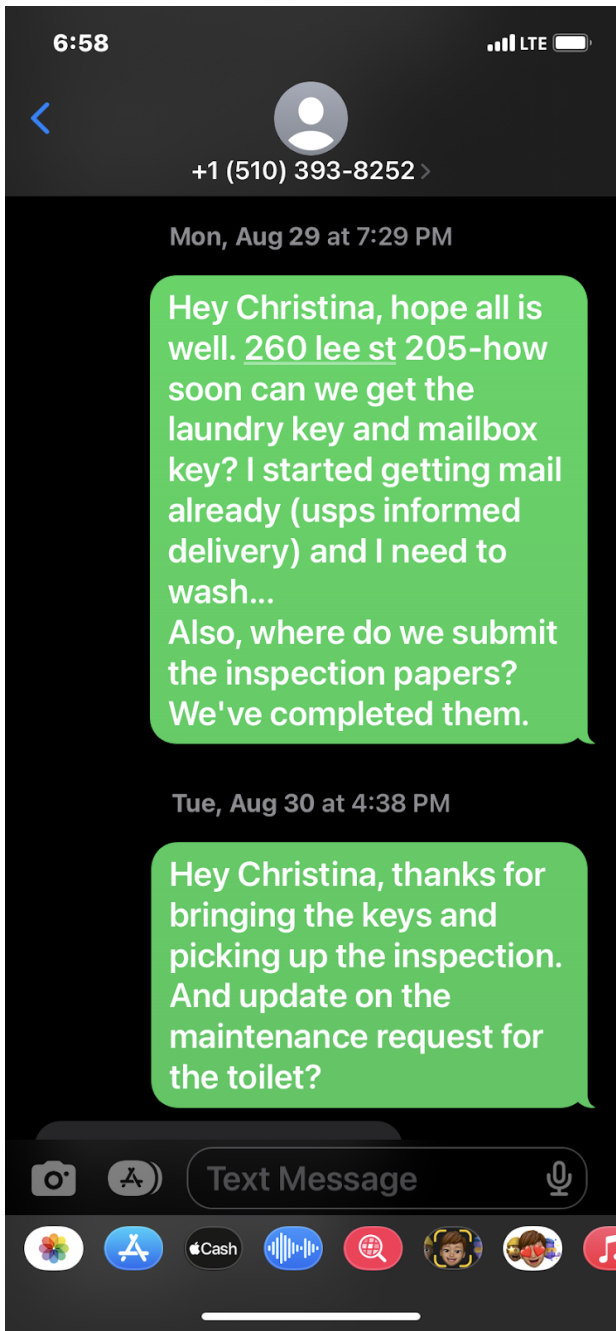 6:58
LTE
+1 (510) 393-8252
Mon, Aug 29 at 7:29 PM
Hey Christina, hope all is
well. 260 lee st 205-how
soon can we get the
laundry key and mailbox
key? I started getting mail
already (usps informed
delivery) and I need to
wash...
Also, where do we submit
the inspection papers?
We've completed them.
Tue, Aug 30 at 4:38 PM
Hey Christina, thanks for
bringing the keys and
picking up the inspection.
And update on the
maintenance request for
the toilet?
Text Message
Cash